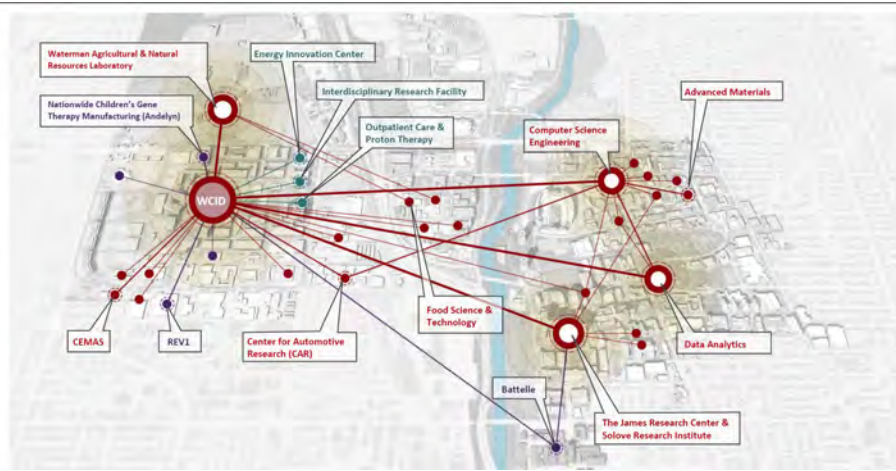 Waterman Agricultural & Natural
Resources Laboratory
Energy Innovation Center
Nationwide Children's Gene
Therapy Manufacturing (Andelyn)
Interdisciplinary Research Facility
Advanced Materials
Outpatient Care &
Proton Therapy
Computer Science
Engineering
WCID
CEMAS
REV1
Center for Automotive
Research (CAR)
Food Science &
Technology
Data Analytics
Battelle
The James Research Center &
Solove Research Institute